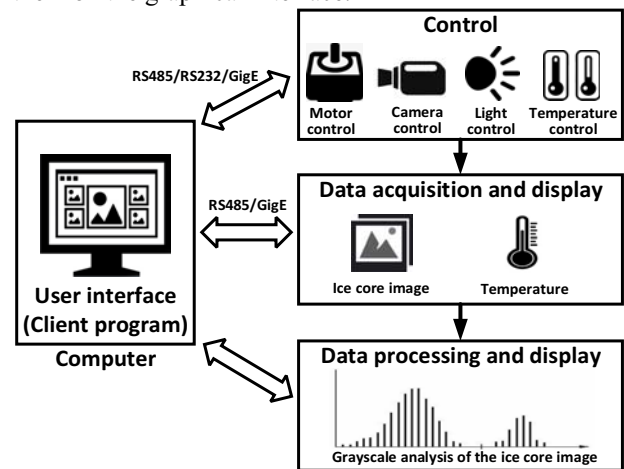 Control
RS485/RS232/GigE
Motor control
Camera control
Light control
Temperature control
RS485/GigE
Data acquisition and display
Ice core image
Temperature
User interface
(Client program)
Computer
Data processing and display
Grayscale analysis of the ice core image